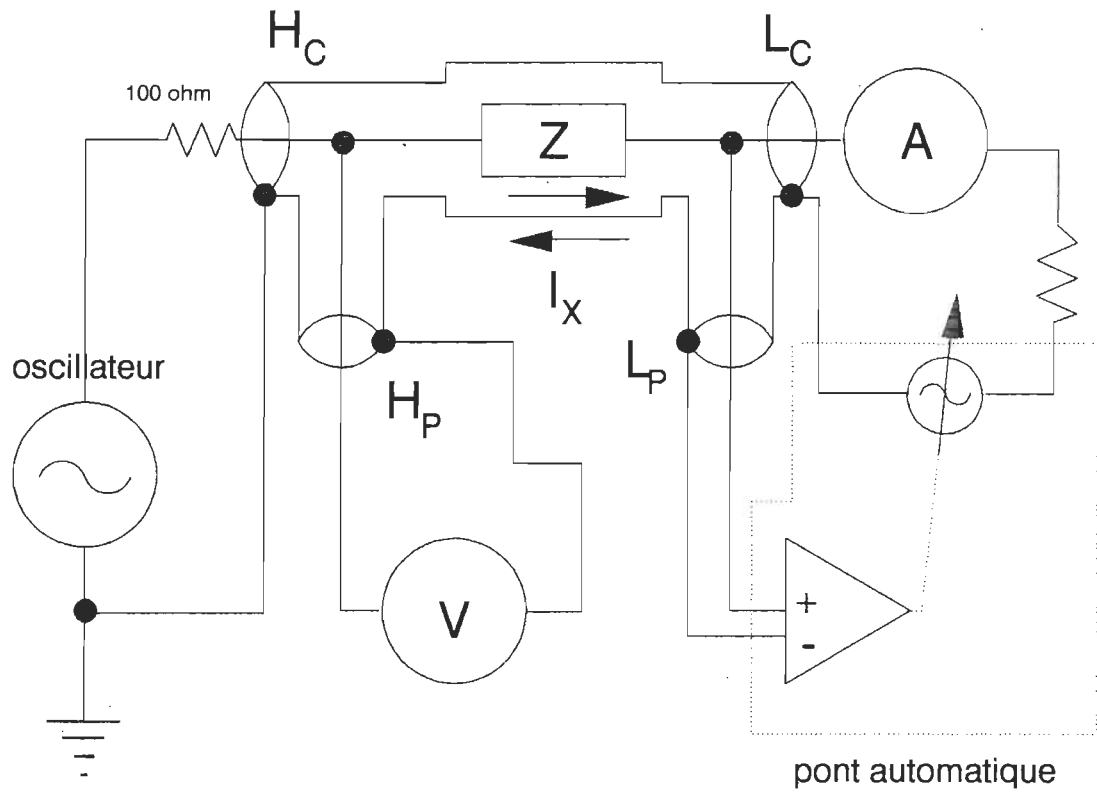 H_C
L_C
100 ohm
Z
A
I_X
oscillateur
H_P
L_P
V
+
-
pont automatique